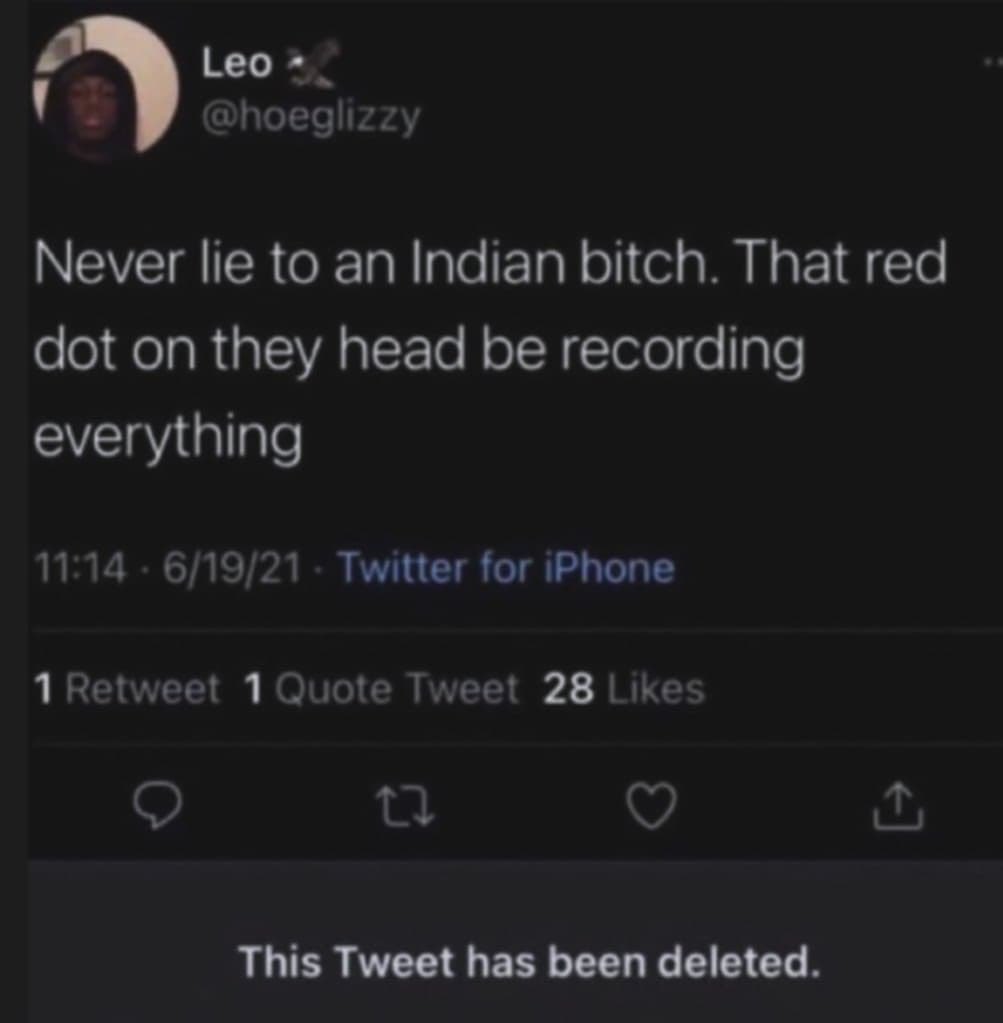 Leo
@hoeglizzy
Never lie to an Indian bitch. That red
dot on they head be recording
everything
11:14 · 6/19/21 · Twitter for iPhone
1 Retweet 1 Quote Tweet 28 Likes
This Tweet has been deleted.